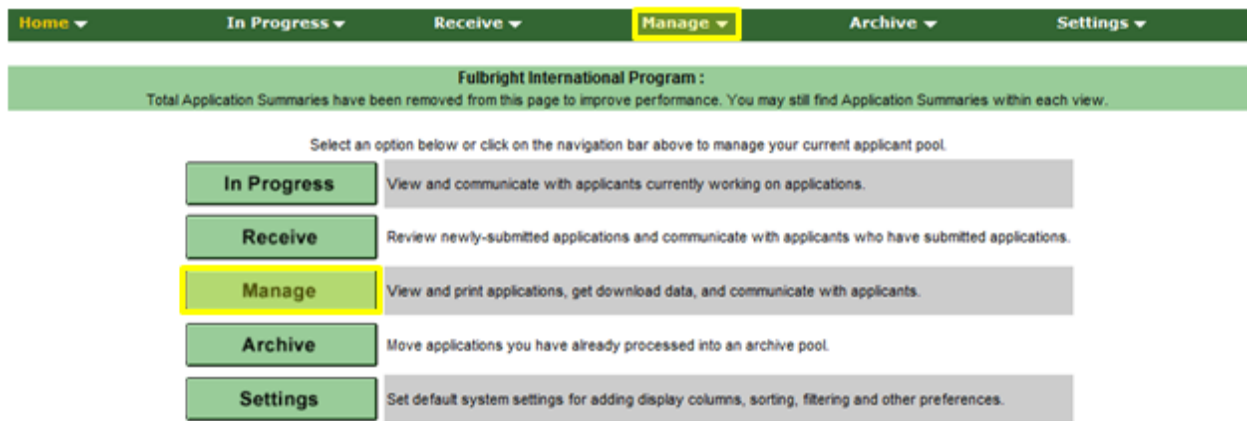 Home In Progress Receive Manage Archive Settings
Fulbright International Program :
Total Application Summaries have been removed from this page to improve performance. You may still find Application Summaries within each view.
Select an option below or click on the navigation bar above to manage your current applicant pool.
In Progress View and communicate with applicants currently working on applications.
Receive Review newly-submitted applications and communicate with applicants who have submitted applications.
Manage View and print applications, get download data, and communicate with applicants.
Archive Move applications you have already processed into an archive pool.
Settings Set default system settings for adding display columns, sorting, filtering and other preferences.